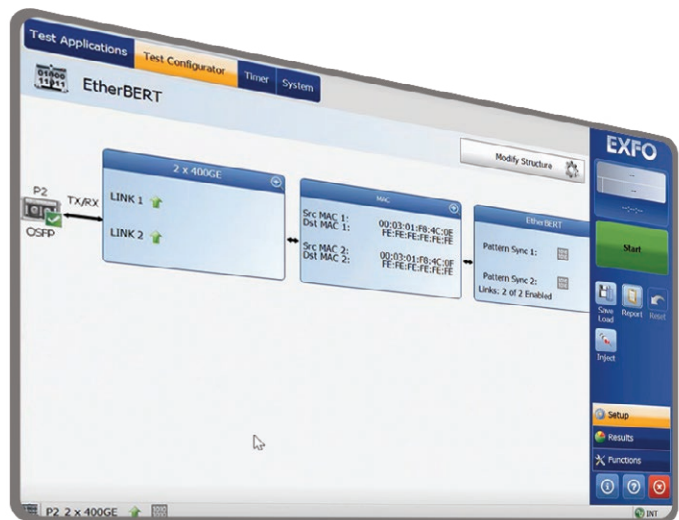 Test Applications
Test Configurator
Timer
System
01000
11011
EtherBERT
Modify Structure
EXFO
P2
TX/RX
OSFP
2 x 400GE
LINK 1
LINK 2
MAC
Src MAC 1: 00:03:01:F8:4C:0E
Dst MAC 1: FE:FE:FE:FE:FE:FE
Src MAC 2: 00:03:01:F8:4C:0F
Dst MAC 2: FE:FE:FE:FE:FE:FE
EtherBERT
Pattern Sync 1:
Pattern Sync 2:
Links: 2 of 2 Enabled
--
--
--:--
Start
Save
Load
Report
Reset
Inject
Setup
Results
Functions
P2 2 x 400GE
INT